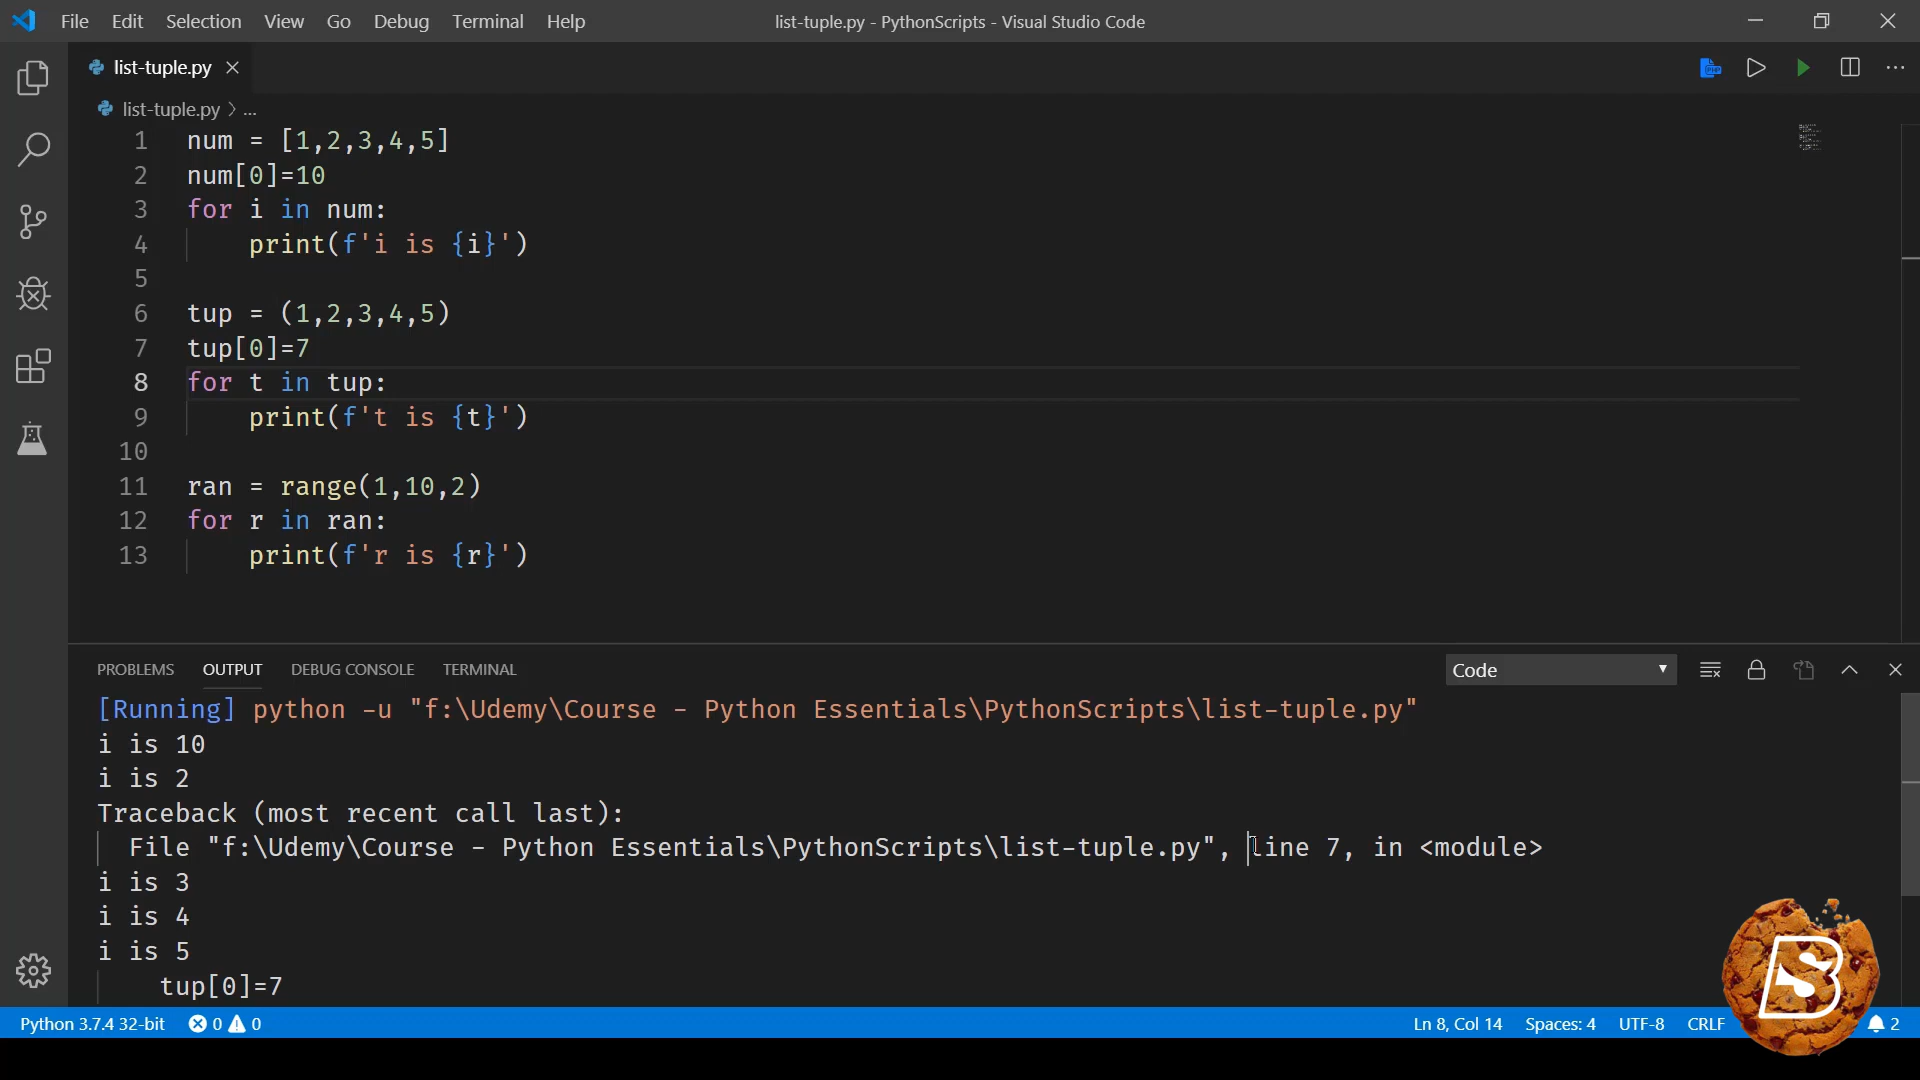 File Edit Selection View Go Debug Terminal Help list-tuple.py - PythonScripts - Visual Studio Code
list-tuple.py
list-tuple.py > ...
1 num = [1,2,3,4,5]
2 num[0]=10
3 for i in num:
4     print(f'i is {i}')
5
6 tup = (1,2,3,4,5)
7 tup[0]=7
8 for t in tup:
9     print(f't is {t}')
10
11 ran = range(1,10,2)
12 for r in ran:
13     print(f'r is {r}')
PROBLEMS OUTPUT DEBUG CONSOLE TERMINAL Code
[Running] python -u "f:\Udemy\Course - Python Essentials\PythonScripts\list-tuple.py"
i is 10
i is 2
Traceback (most recent call last):
  File "f:\Udemy\Course - Python Essentials\PythonScripts\list-tuple.py", line 7, in <module>
i is 3
i is 4
i is 5
    tup[0]=7
Python 3.7.4 32-bit 0 0 Ln 8, Col 14 Spaces: 4 UTF-8 CRLF 2